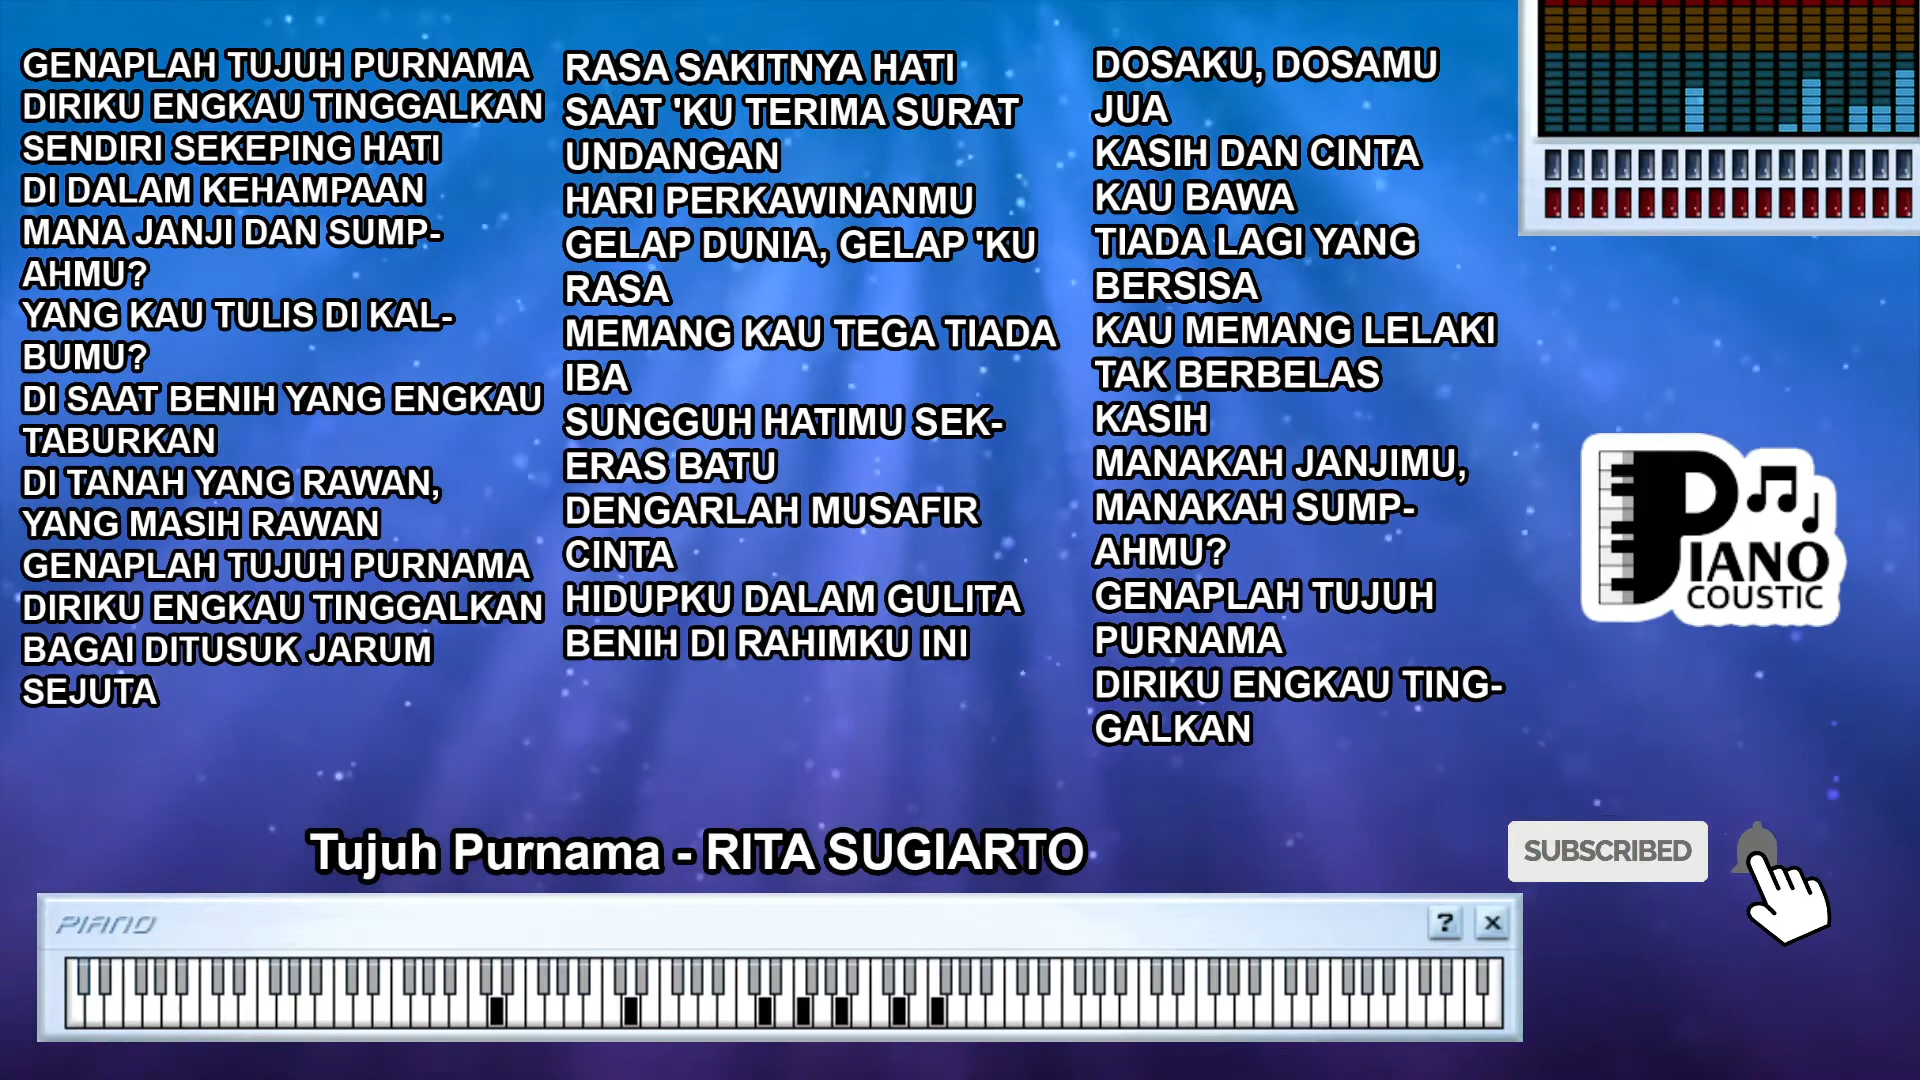 GENAPLAH TUJUH PURNAMA
DIRIKU ENGKAU TINGGALKAN
SENDIRI SEKEPING HATI
DI DALAM KEHAMPAAN
MANA JANJI DAN SUMP-
AHMU?
YANG KAU TULIS DI KAL-
BUMU?
DI SAAT BENIH YANG ENGKAU
TABURKAN
DI TANAH YANG RAWAN,
YANG MASIH RAWAN
GENAPLAH TUJUH PURNAMA
DIRIKU ENGKAU TINGGALKAN
BAGAI DITUSUK JARUM
SEJUTA
RASA SAKITNYA HATI
SAAT 'KU TERIMA SURAT
UNDANGAN
HARI PERKAWINANMU
GELAP DUNIA, GELAP 'KU
RASA
MEMANG KAU TEGA TIADA
IBA
SUNGGUH HATIMU SEK-
ERAS BATU
DENGARLAH MUSAFIR
CINTA
HIDUPKU DALAM GULITA
BENIH DI RAHIMKU INI
DOSAKU, DOSAMU
JUA
KASIH DAN CINTA
KAU BAWA
TIADA LAGI YANG
BERSISA
KAU MEMANG LELAKI
TAK BERBELAS
KASIH
MANAKAH JANJIMU,
MANAKAH SUMP-
AHMU?
GENAPLAH TUJUH
PURNAMA
DIRIKU ENGKAU TING-
GALKAN
PIANO
COUSTIC
Tujuh Purnama - RITA SUGIARTO
SUBSCRIBED
PIANO
? ×